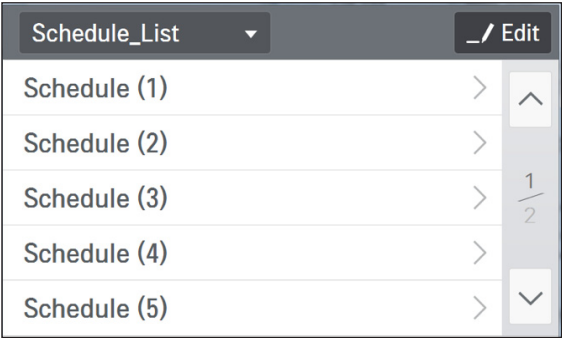 Schedule_List
Edit
Schedule (1)
Schedule (2)
Schedule (3)
Schedule (4)
Schedule (5)
1
2